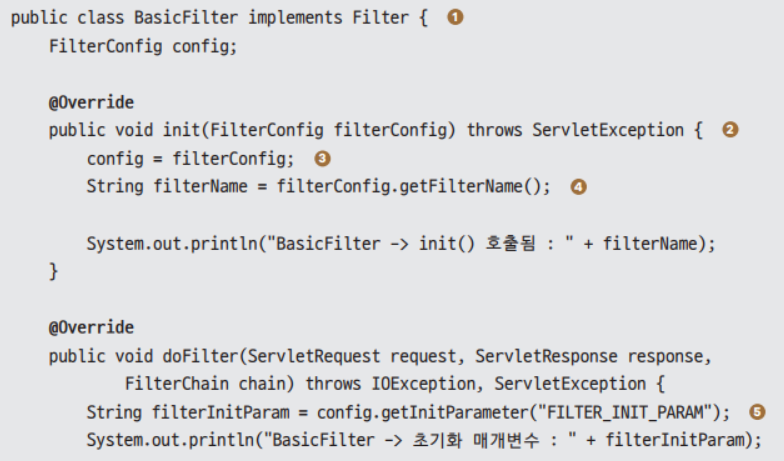 public class BasicFilter implements Filter { ❶
    FilterConfig config;

    @Override
    public void init(FilterConfig filterConfig) throws ServletException { ❷
        config = filterConfig; ❸
        String filterName = filterConfig.getFilterName(); ❹

        System.out.println("BasicFilter -> init() 호출됨 : " + filterName);
    }

    @Override
    public void doFilter(ServletRequest request, ServletResponse response,
            FilterChain chain) throws IOException, ServletException {
        String filterInitParam = config.getInitParameter("FILTER_INIT_PARAM"); ❺
        System.out.println("BasicFilter -> 초기화 매개변수 : " + filterInitParam);